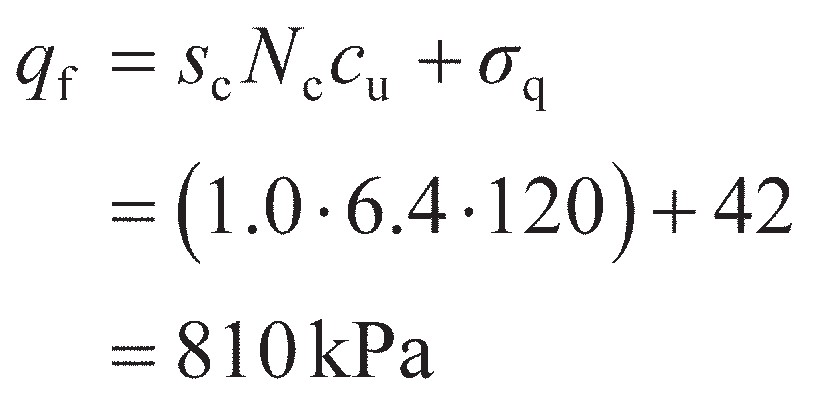 q_f = s_c N_c c_u + σ_q
= (1.0 · 6.4 · 120) + 42
= 810 kPa